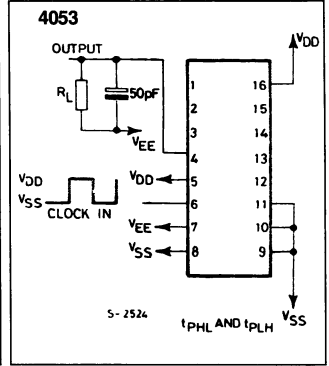 4053
OUTPUT
VDD
RL
50pF
VEE
1 16
2 15
3 14
4 13
VDD 5 12
VDD
VSS
CLOCK IN
6 11
VEE 7 10
VSS 8 9
S-2524
tPHL AND tPLH
VSS